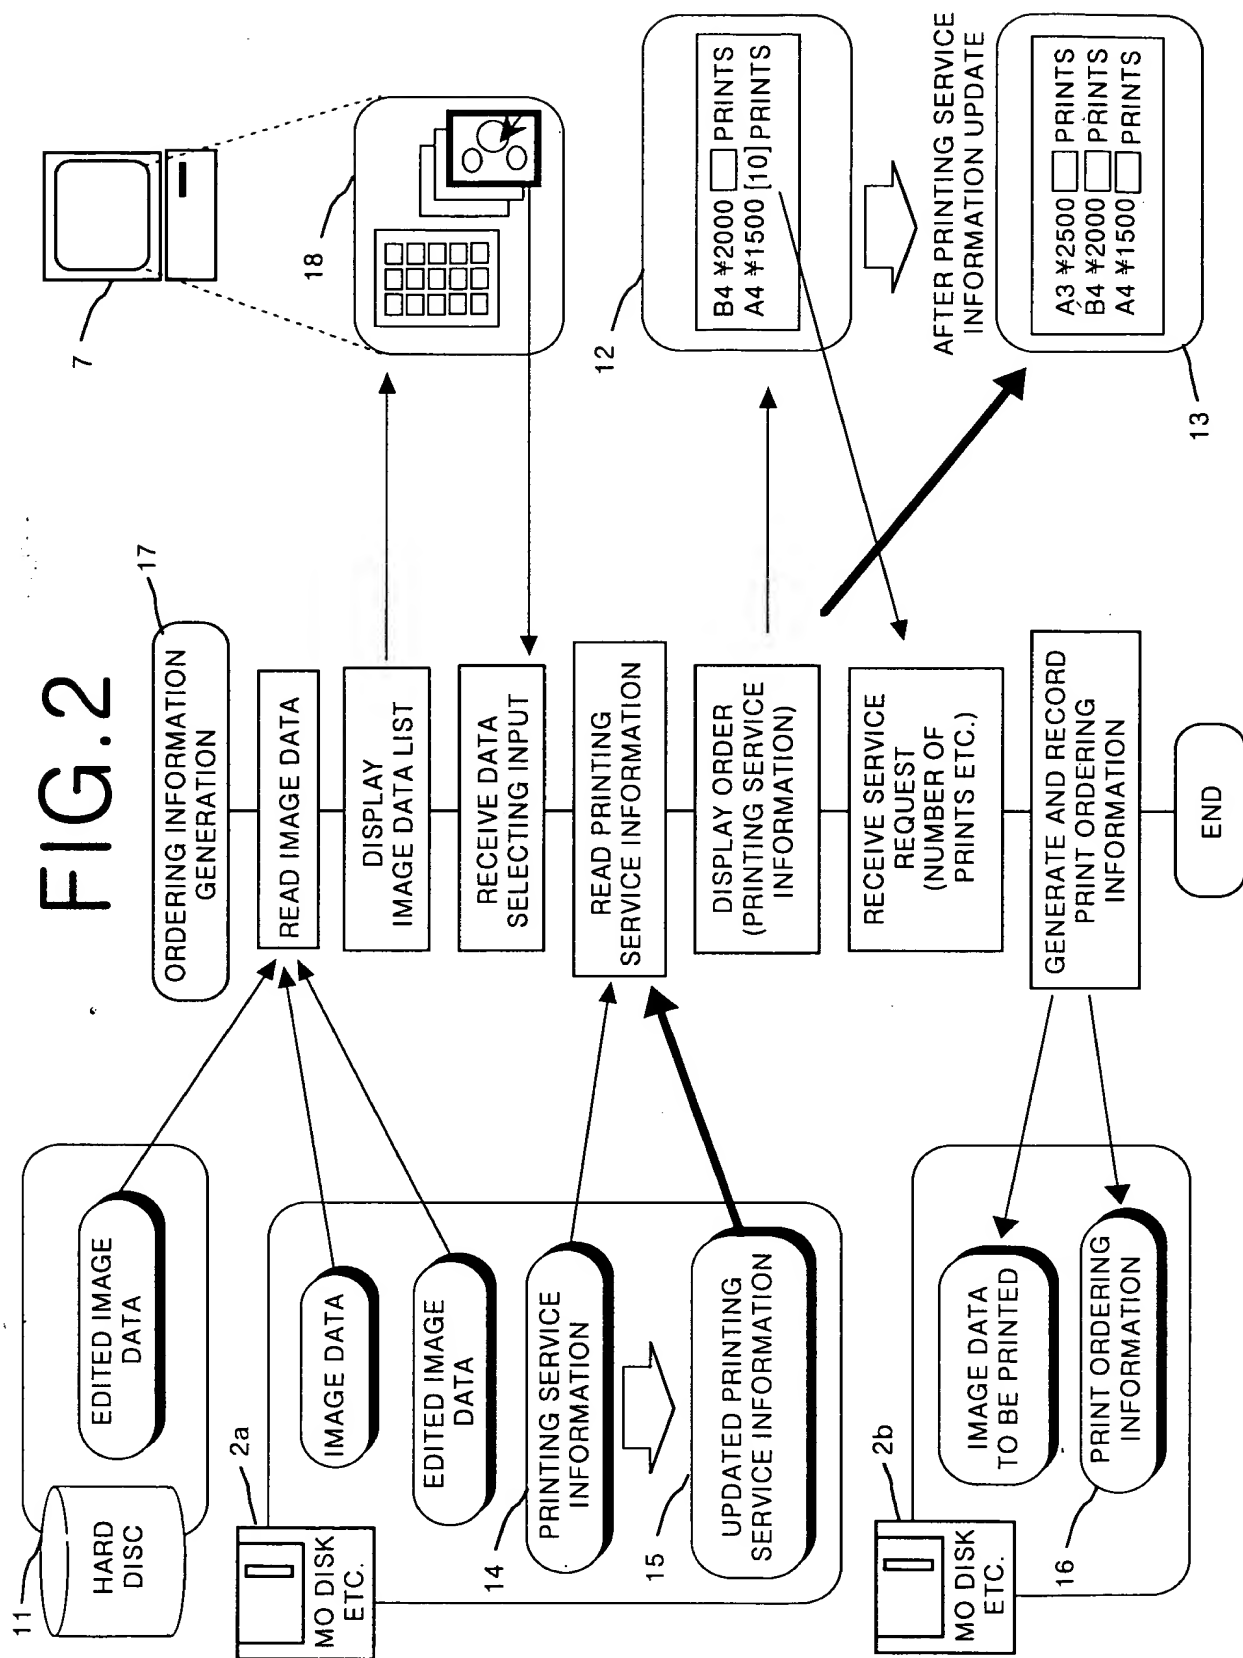 FIG.2
11
HARD
DISC
EDITED IMAGE
DATA
2a
MO DISK
ETC.
IMAGE DATA
EDITED IMAGE
DATA
14
PRINTING SERVICE
INFORMATION
15
UPDATED PRINTING
SERVICE INFORMATION
2b
MO DISK
ETC.
IMAGE DATA
TO BE PRINTED
16
PRINT ORDERING
INFORMATION
17
ORDERING INFORMATION
GENERATION
READ IMAGE DATA
DISPLAY
IMAGE DATA LIST
RECEIVE DATA
SELECTING INPUT
READ PRINTING
SERVICE INFORMATION
DISPLAY ORDER
(PRINTING SERVICE
INFORMATION)
RECEIVE SERVICE
REQUEST
(NUMBER OF
PRINTS ETC.)
GENERATE AND RECORD
PRINT ORDERING
INFORMATION
END
7
18
12
B4 ¥2000 PRINTS
A4 ¥1500 [10] PRINTS
AFTER PRINTING SERVICE
INFORMATION UPDATE
13
A3 ¥2500 PRINTS
B4 ¥2000 PRINTS
A4 ¥1500 PRINTS